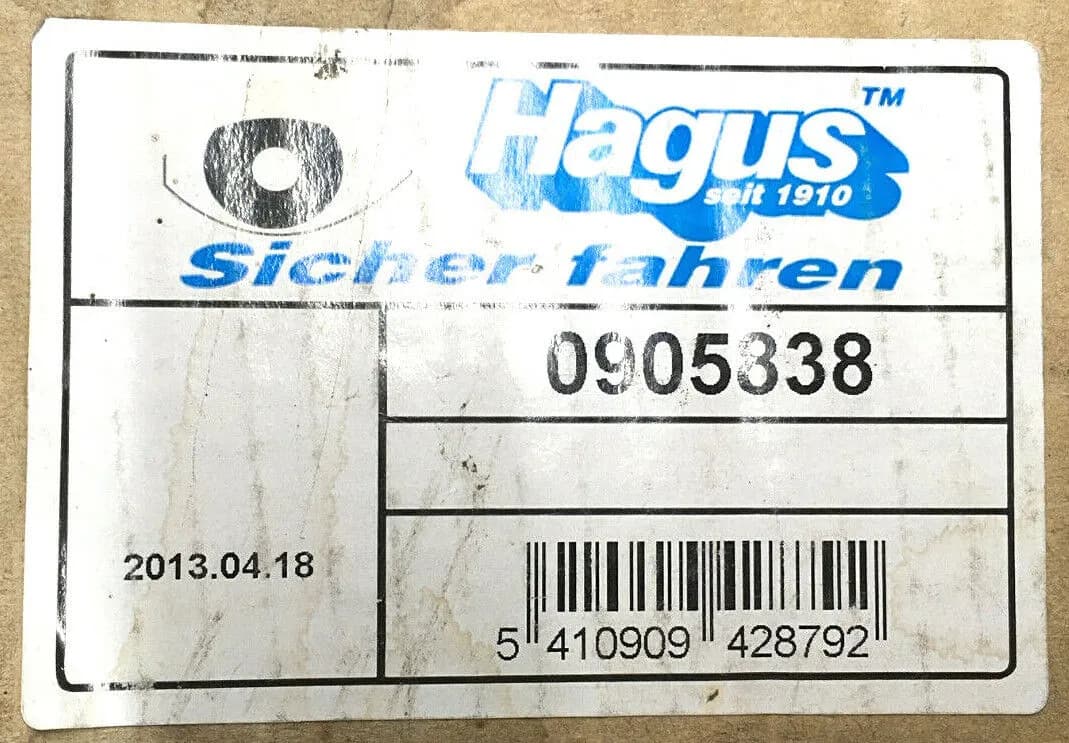 Hagus™
seit 1910
Sicher fahren
0905838
2013.04.18
5 410909 428792